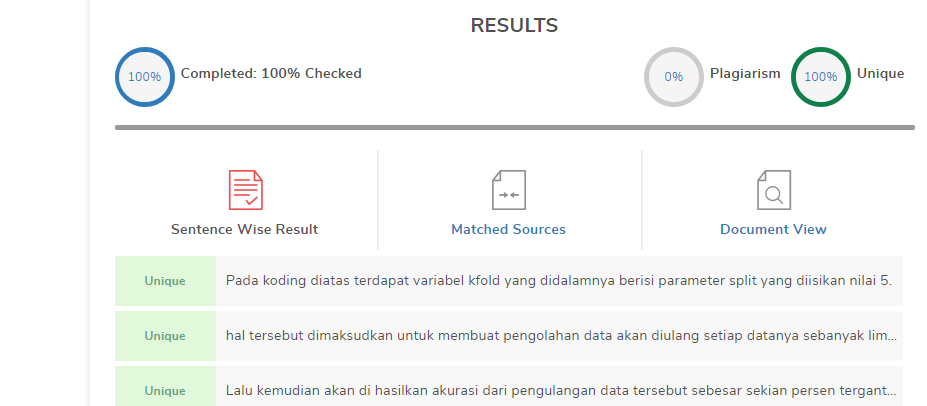 RESULTS
100% Completed: 100% Checked 0% Plagiarism 100% Unique
Sentence Wise Result Matched Sources Document View
Unique Pada koding diatas terdapat variabel kfold yang didalamnya berisi parameter split yang diisikan nilai 5.
Unique hal tersebut dimaksudkan untuk membuat pengolahan data akan diulang setiap datanya sebanyak lim...
Unique Lalu kemudian akan di hasilkan akurasi dari pengulangan data tersebut sebesar sekian persen tergant...